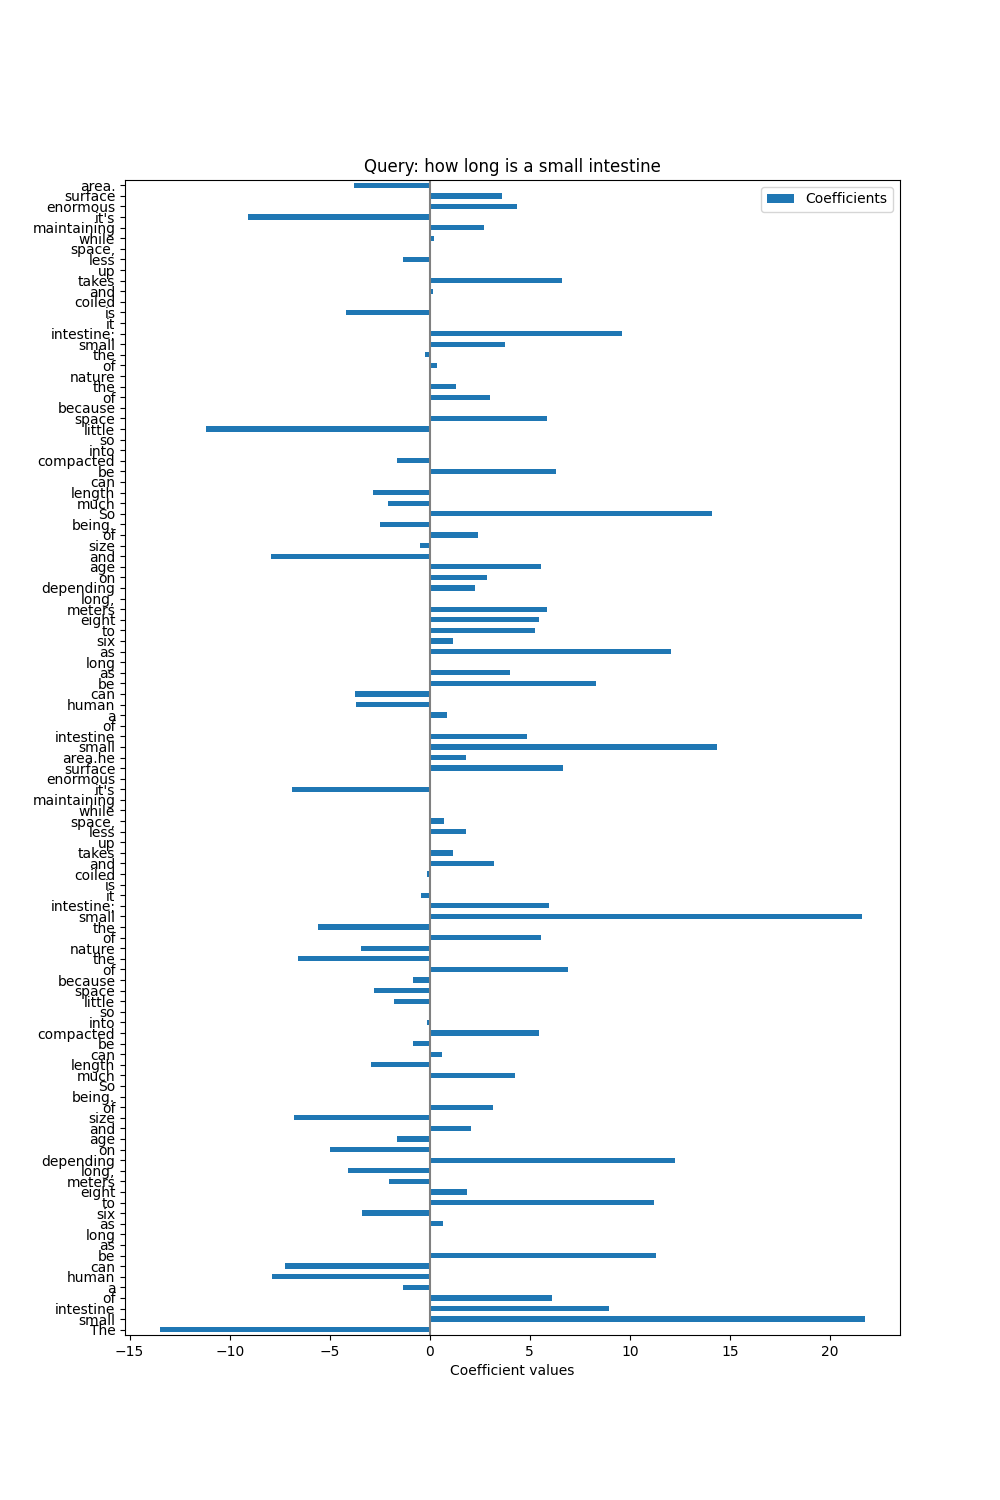 Query: how long is a small intestine
Coefficients
area.
surface
enormous
it's
maintaining
while
space,
less
up
takes
and
coiled
is
it
intestine;
small
the
of
nature
the
of
because
space
little
so
into
compacted
be
can
length
much
So
being.
of
size
and
age
on
depending
long,
meters
eight
to
six
as
long
as
be
can
human
a
of
intestine
small
area.he
surface
enormous
it's
maintaining
while
space,
less
up
takes
and
coiled
is
it
intestine;
small
the
of
nature
the
of
because
space
little
so
into
compacted
be
can
length
much
So
being.
of
size
and
age
on
depending
long,
meters
eight
to
six
as
long
as
be
can
human
a
of
intestine
small
The
−15 −10 −5 0 5 10 15 20
Coefficient values